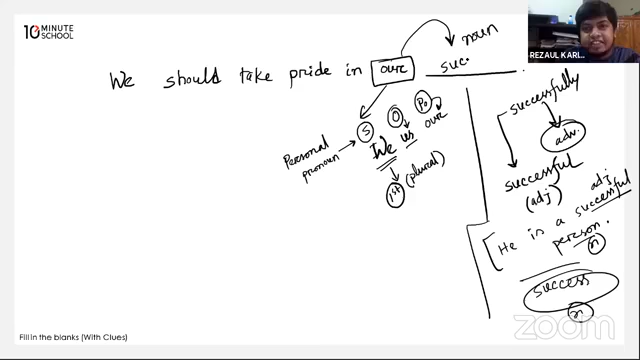 10 MINUTE
SCHOOL
REZAUL KARI
noun
suc
We should take pride in our
successfully
S O Po
We us our
adv.
Personal
pronoun
(plural)
1st
successful
(adj)
adj
He is a successful
person.
n
success
n
zoom
Fill in the blanks (With Clues)